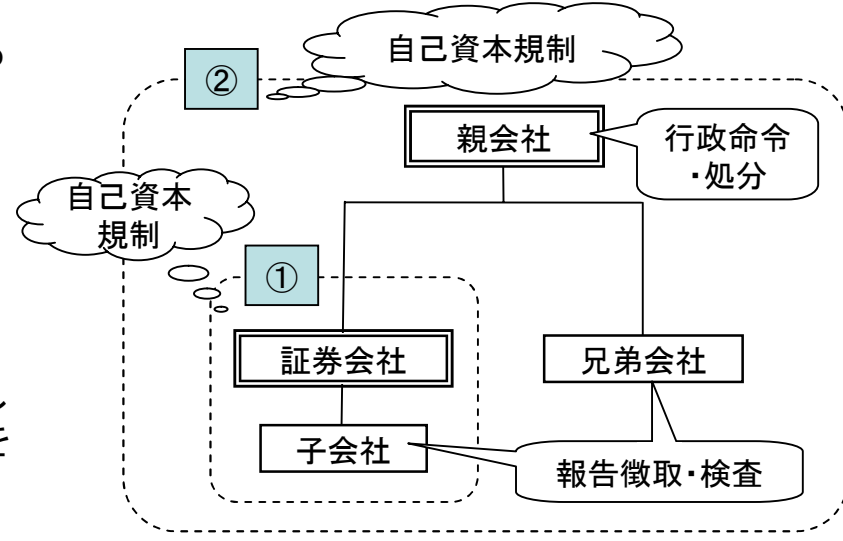 自己資本規制
②
親会社
行政命令
・処分
自己資本
規制
①
証券会社
兄弟会社
子会社
報告徴取・検査